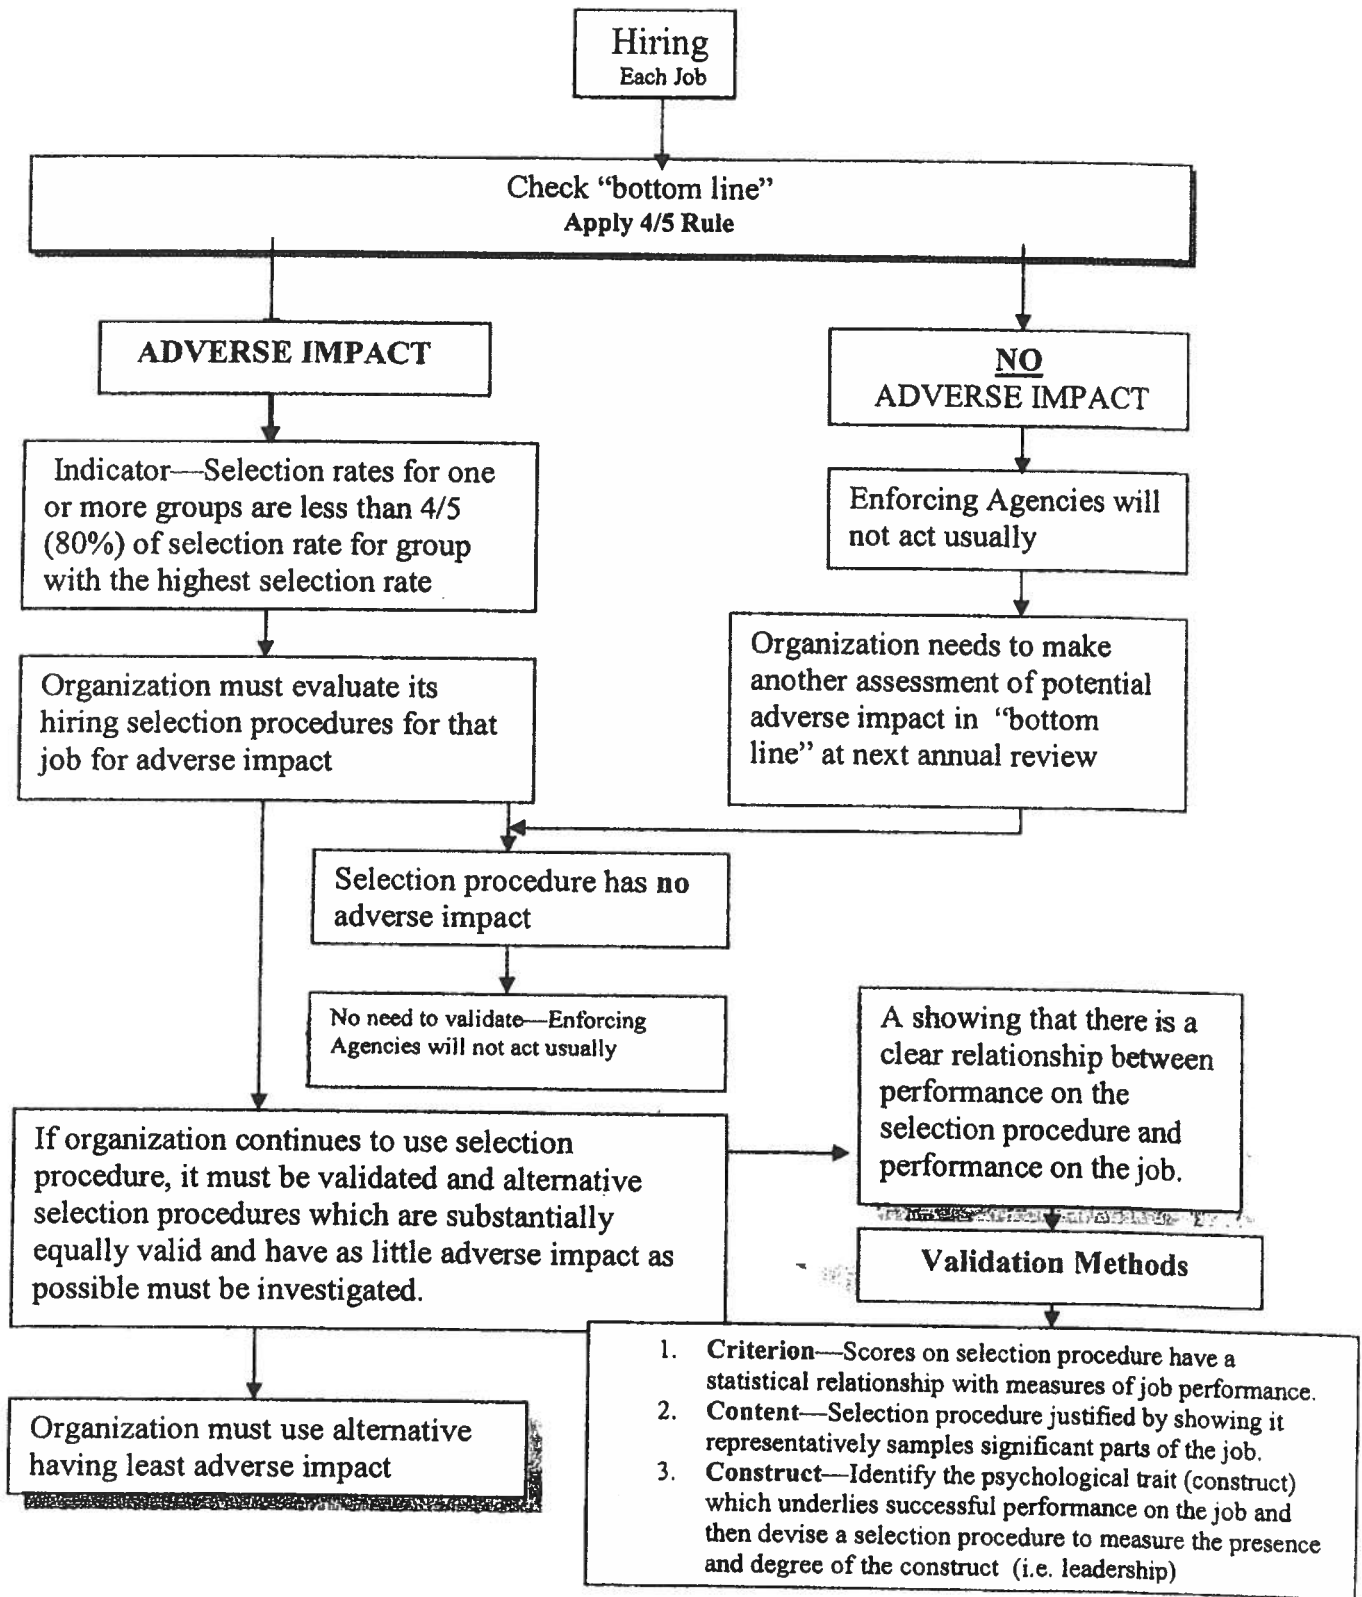 Hiring
Each Job
Check “bottom line”
Apply 4/5 Rule
ADVERSE IMPACT
NO
ADVERSE IMPACT
Indicator—Selection rates for one
or more groups are less than 4/5
(80%) of selection rate for group
with the highest selection rate
Enforcing Agencies will
not act usually
Organization must evaluate its
hiring selection procedures for that
job for adverse impact
Organization needs to make
another assessment of potential
adverse impact in “bottom
line” at next annual review
Selection procedure has no
adverse impact
No need to validate—Enforcing
Agencies will not act usually
A showing that there is a
clear relationship between
performance on the
selection procedure and
performance on the job.
If organization continues to use selection
procedure, it must be validated and alternative
selection procedures which are substantially
equally valid and have as little adverse impact as
possible must be investigated.
Validation Methods
1. Criterion—Scores on selection procedure have a
statistical relationship with measures of job performance.
2. Content—Selection procedure justified by showing it
representatively samples significant parts of the job.
3. Construct—Identify the psychological trait (construct)
which underlies successful performance on the job and
then devise a selection procedure to measure the presence
and degree of the construct (i.e. leadership)
Organization must use alternative
having least adverse impact